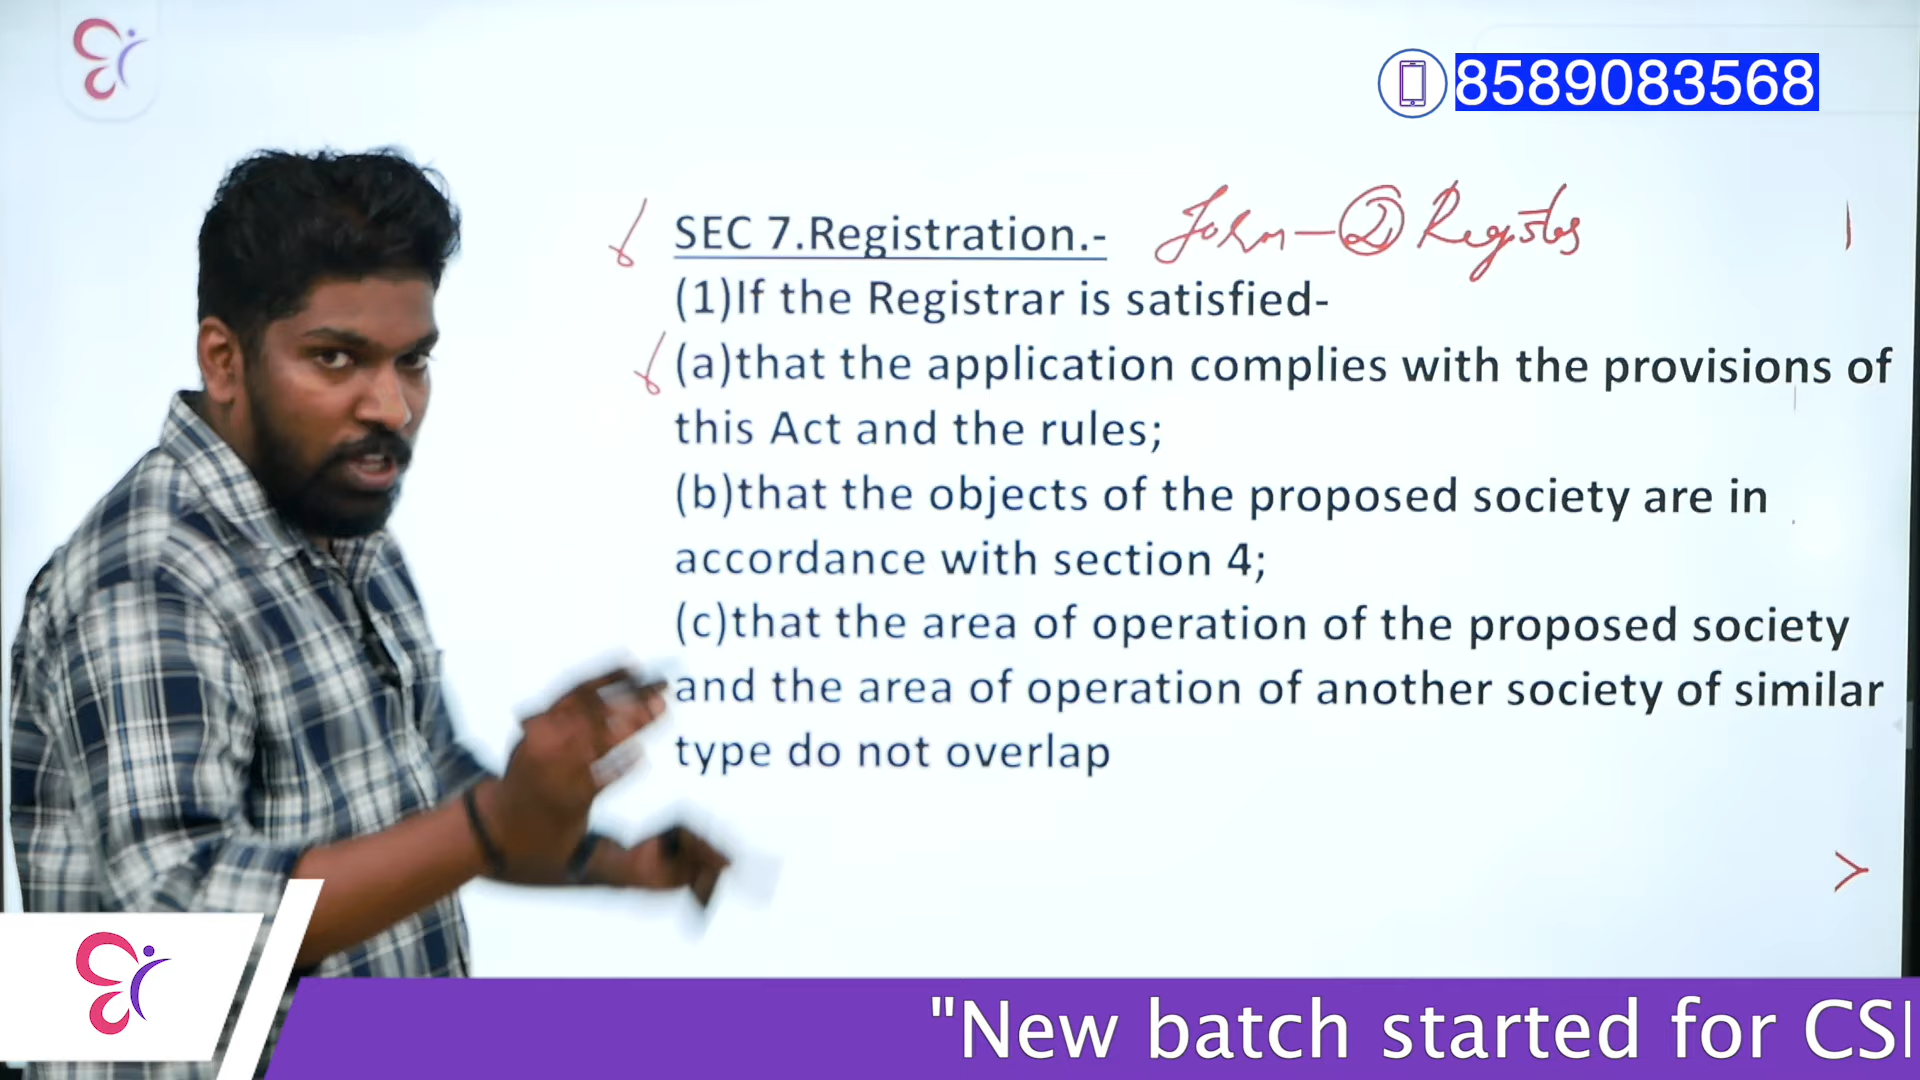 8589083568
SEC 7.Registration.- John - 2) Register
(1)If the Registrar is satisfied-
(a)that the application complies with the provisions of
this Act and the rules;
(b)that the objects of the proposed society are in
accordance with section 4;
(c)that the area of operation of the proposed society
and the area of operation of another society of similar
type do not overlap
"New batch started for CSI